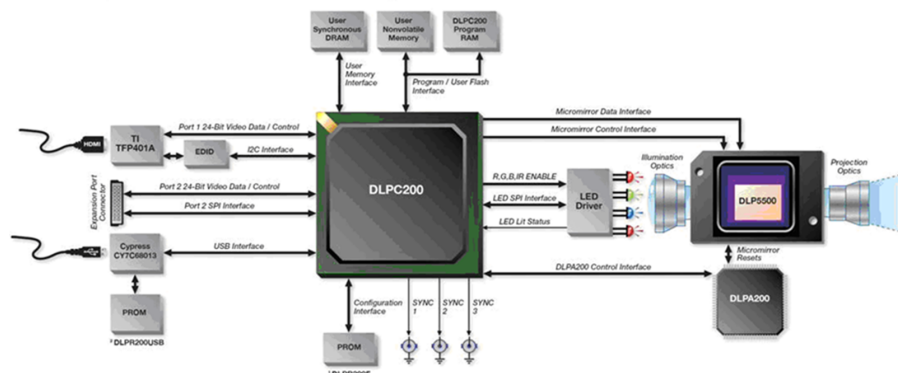 User
Synchronous
DRAM
User
Nonvolatile
Memory
DLPC200
Program
RAM
User
Memory
Interface
Program / User Flash
Interface
HDMI
TI
TFP401A
Port 1 24-Bit Video Data / Control
EDID
I2C Interface
Expansion Port
Connector
Port 2 24-Bit Video Data / Control
Port 2 SPI Interface
Cypress
CY7C68013
USB Interface
PROM
DLPR200USB
DLPC200
Configuration
Interface
PROM
SYNC
1
SYNC
2
SYNC
3
Micromirror Data Interface
Micromirror Control Interface
R,G,B,IR ENABLE
LED SPI Interface
LED Lit Status
LED
Driver
Illumination
Optics
DLP5500
Projection
Optics
DLPA200 Control Interface
Micromirror
Resets
DLPA200